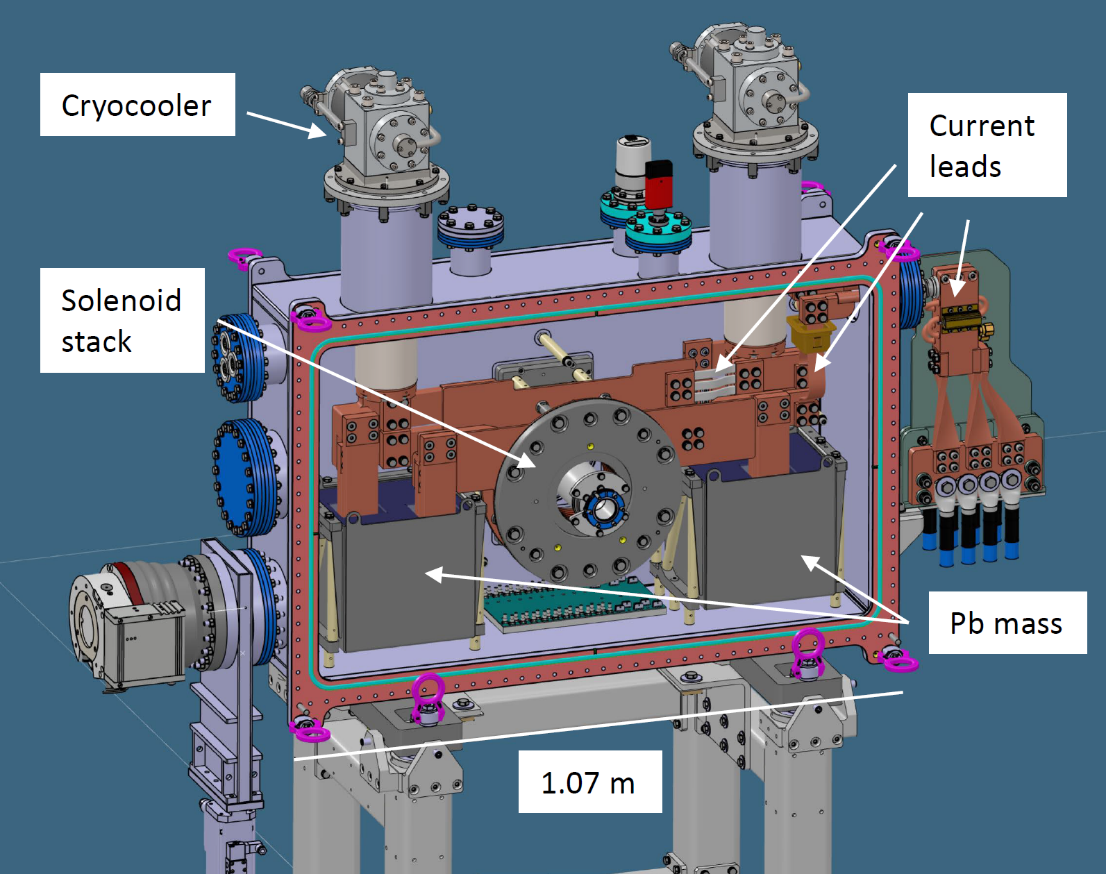 Cryocooler
Current
leads
Solenoid
stack
Pb mass
1.07 m